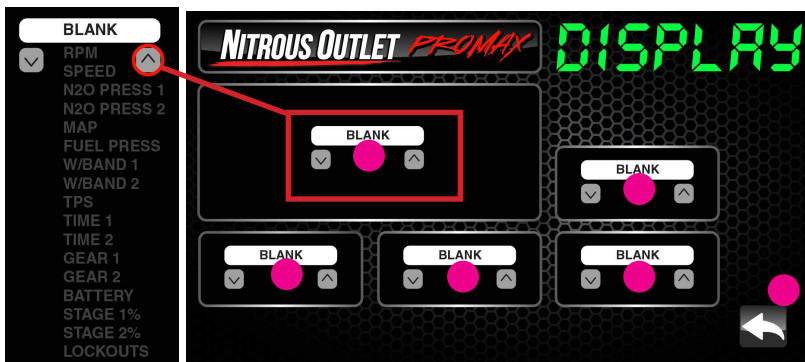 BLANK
RPM
SPEED
N2O PRESS 1
N2O PRESS 2
MAP
FUEL PRESS
W/BAND 1
W/BAND 2
TPS
TIME 1
TIME 2
GEAR 1
GEAR 2
BATTERY
STAGE 1%
STAGE 2%
LOCKOUTS
NITROUS OUTLET PROMAX
DISPLAY
BLANK
BLANK
BLANK
BLANK
BLANK